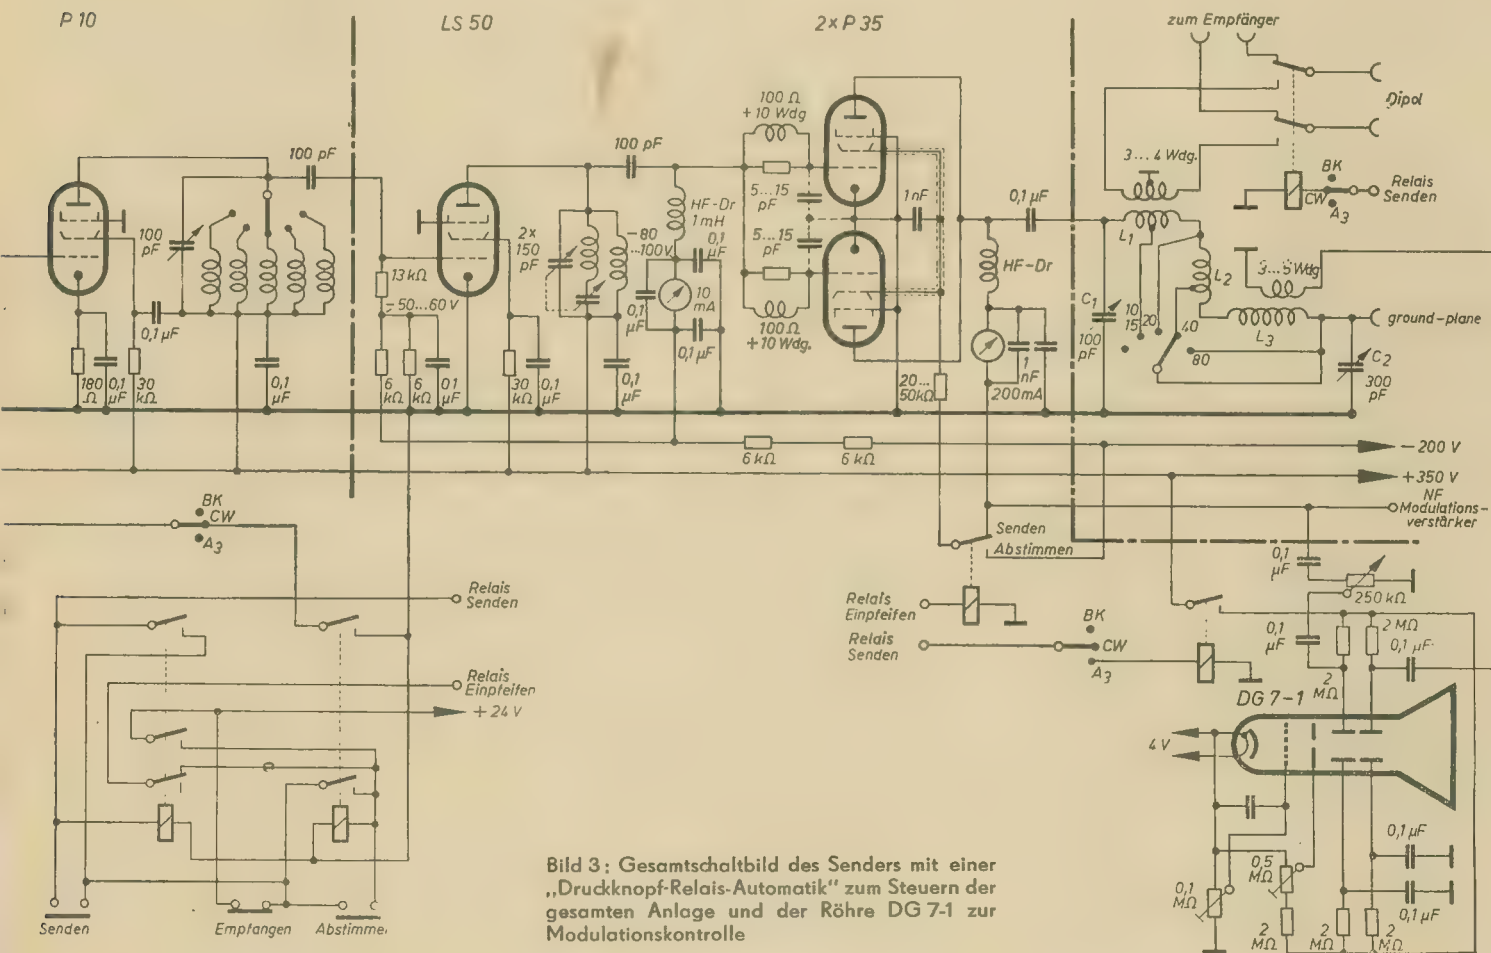 P 10
LS 50
2× P 35
zum Empfänger
Dipol
100 pF
100 pF
100 Ω
+ 10 Wdg
3 ... 4 Wdg.
BK
CW
A3
Relais
Senden
100
pF
2×
150
pF
HF-Dr
1 mH
0,1
µF
5...15
pF
5...15
pF
1 nF
0,1 µF
L1
13 kΩ
- 50...60 V
- 80
...100V
0,1
µF
10
mA
0,1 µF
100 Ω
+ 10 Wdg.
HF-Dr
C1
100
pF
10
15
20
40
80
L2
3...5 Wdg
L3
ground-plane
C2
300
pF
0,1 µF
180
Ω
0,1
µF
30
kΩ
0,1
µF
6
kΩ
6
kΩ
0,1
µF
30
kΩ
0,1
µF
0,1
µF
20...
50kΩ
1
nF
200mA
6 kΩ
6 kΩ
- 200 V
+ 350 V
NF
Modulations-
verstärker
BK
CW
A3
Senden
Abstimmen
0,1
µF
250 kΩ
Relais
Senden
Relais
Einpfeifen
Relais
Senden
BK
CW
A3
0,1
µF
2 MΩ
0,1 µF
2
MΩ
Relais
Einpfeifen
+ 24 V
DG 7-1
4 V
0,1 µF
0,1
MΩ
0,5
MΩ
0,1 µF
2
MΩ
2
MΩ
2
MΩ
Senden
Empfangen
Abstimmen
Bild 3: Gesamtschaltbild des Senders mit einer
„Druckknopf-Relais-Automatik" zum Steuern der
gesamten Anlage und der Röhre DG 7-1 zur
Modulationskontrolle